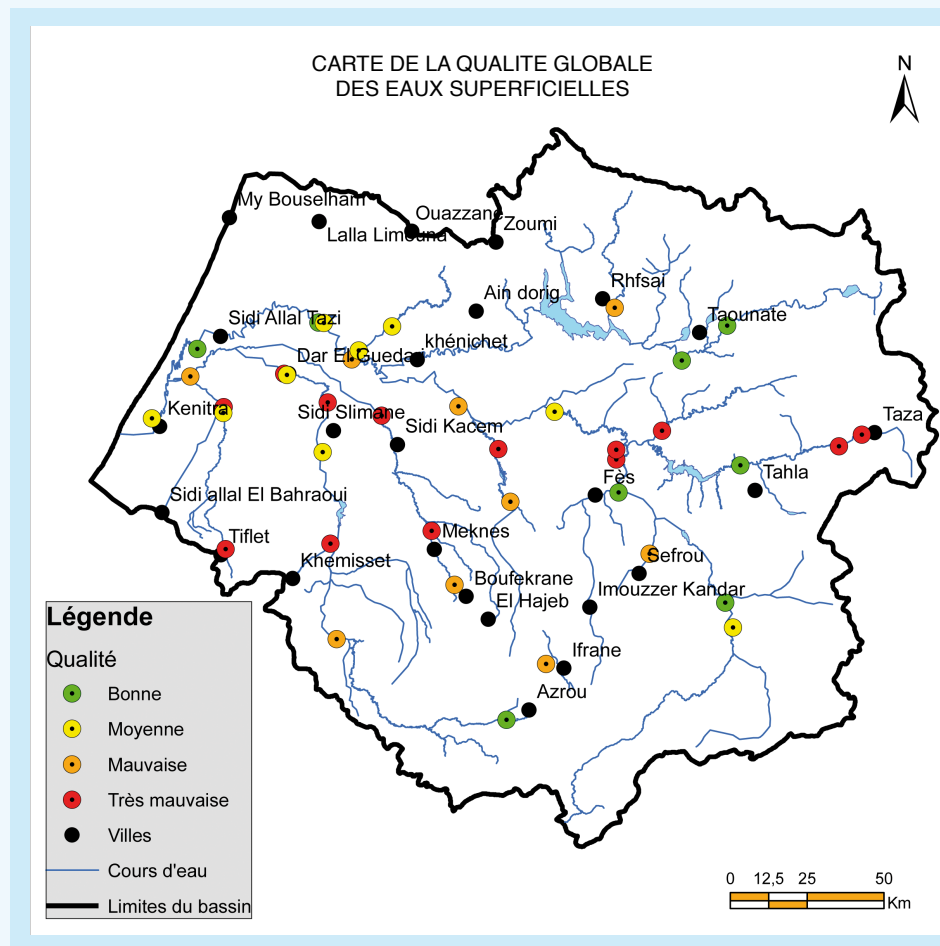 CARTE DE LA QUALITE GLOBALE
DES EAUX SUPERFICIELLES
N
My Bouselham
Lalla Limouna
Ouazzane
Zoumi
Rhfsai
Ain dorig
Taounate
Sidi Allal Tazi
khénichet
Dar El Guedari
Kenitra
Sidi Slimane
Sidi Kacem
Taza
Fès
Tahla
Sidi allal El Bahraoui
Tiflet
Meknes
Khemisset
Sefrou
Boufekrane
Imouzzer Kandar
El Hajeb
Ifrane
Azrou
Légende
Qualité
Bonne
Moyenne
Mauvaise
Très mauvaise
Villes
Cours d'eau
Limites du bassin
0 12,5 25 50
Km